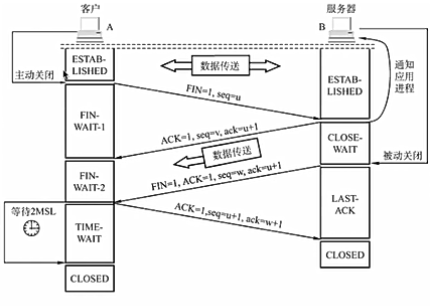 客户
A
服务器
B
ESTAB-
LISHED
数据传送
ESTAB-
LISHED
通知
应用
进程
主动关闭
FIN=1, seq=u
FIN-
WAIT-1
ACK=1, seq=v, ack=u+1
CLOSE-
WAIT
数据传送
被动关闭
FIN=1, ACK=1, seq=w, ack=u+1
FIN-
WAIT-2
LAST-
ACK
等待2MSL
ACK=1,seq=u+1, ack=w+1
TIME-
WAIT
CLOSED
CLOSED